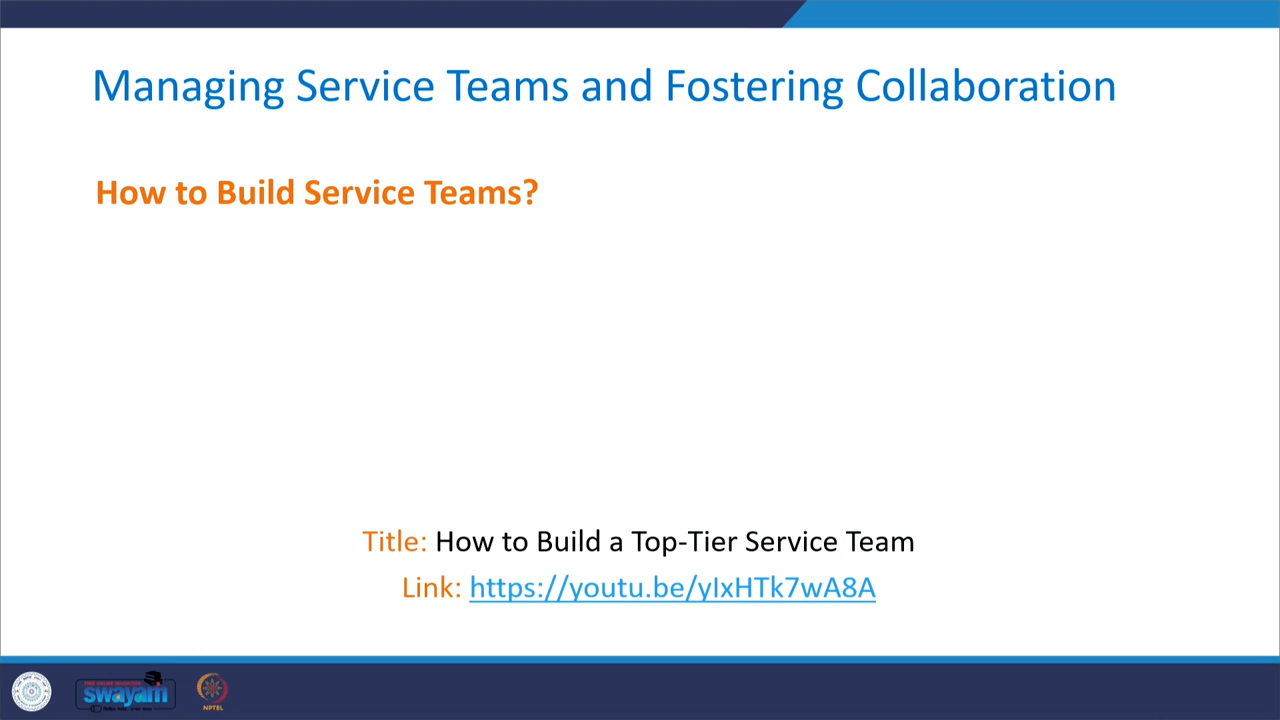 Managing Service Teams and Fostering Collaboration
How to Build Service Teams?
Title: How to Build a Top-Tier Service Team
Link: https://youtu.be/yIxHTk7wA8A
swayam
NPTEL